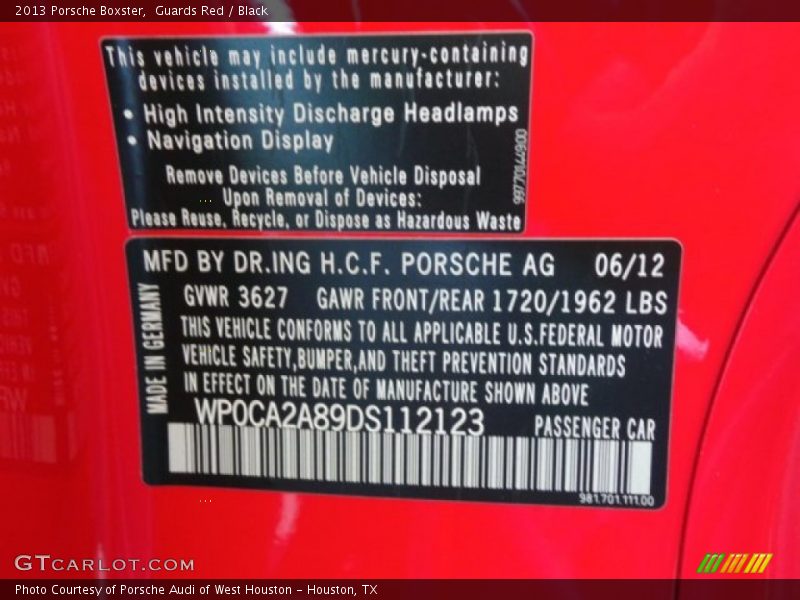 2013 Porsche Boxster,  Guards Red / Black
This vehicle may include mercury-containing
devices installed by the manufacturer:
• High Intensity Discharge Headlamps
• Navigation Display
Remove Devices Before Vehicle Disposal
Upon Removal of Devices:
Please Reuse, Recycle, or Dispose as Hazardous Waste
99770144900
MFD BY DR.ING H.C.F. PORSCHE AG 06/12
GVWR 3627 GAWR FRONT/REAR 1720/1962 LBS
THIS VEHICLE CONFORMS TO ALL APPLICABLE U.S.FEDERAL MOTOR
VEHICLE SAFETY,BUMPER,AND THEFT PREVENTION STANDARDS
IN EFFECT ON THE DATE OF MANUFACTURE SHOWN ABOVE
WP0CA2A89DS112123 PASSENGER CAR
MADE IN GERMANY
981.701.111.00
GTCARLOT.COM
Photo Courtesy of Porsche Audi of West Houston - Houston, TX